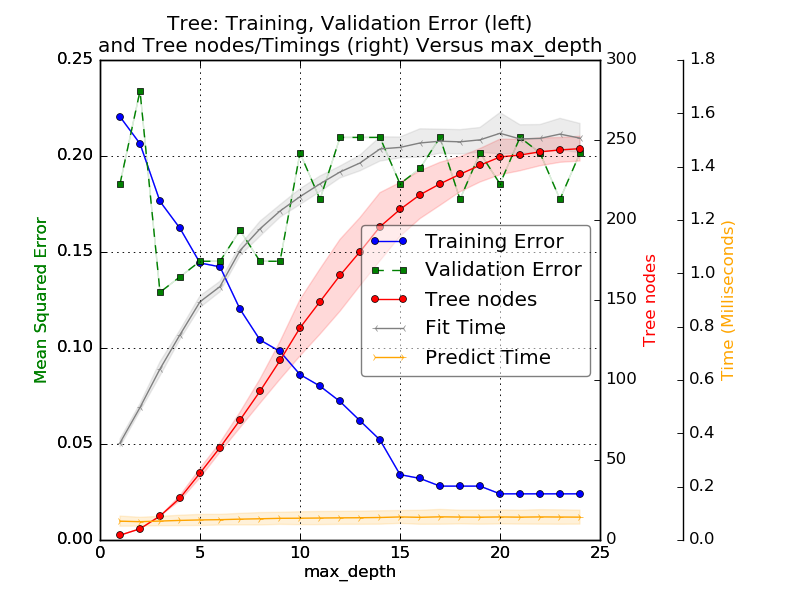 Tree: Training, Validation Error (left)
and Tree nodes/Timings (right) Versus max_depth
Mean Squared Error
0.25
0.20
0.15
0.10
0.05
0.00
0
5
10
15
20
25
max_depth
Training Error
Validation Error
Tree nodes
Fit Time
Predict Time
300
250
200
150
100
50
0
Tree nodes
1.8
1.6
1.4
1.2
1.0
0.8
0.6
0.4
0.2
0.0
Time (Milliseconds)